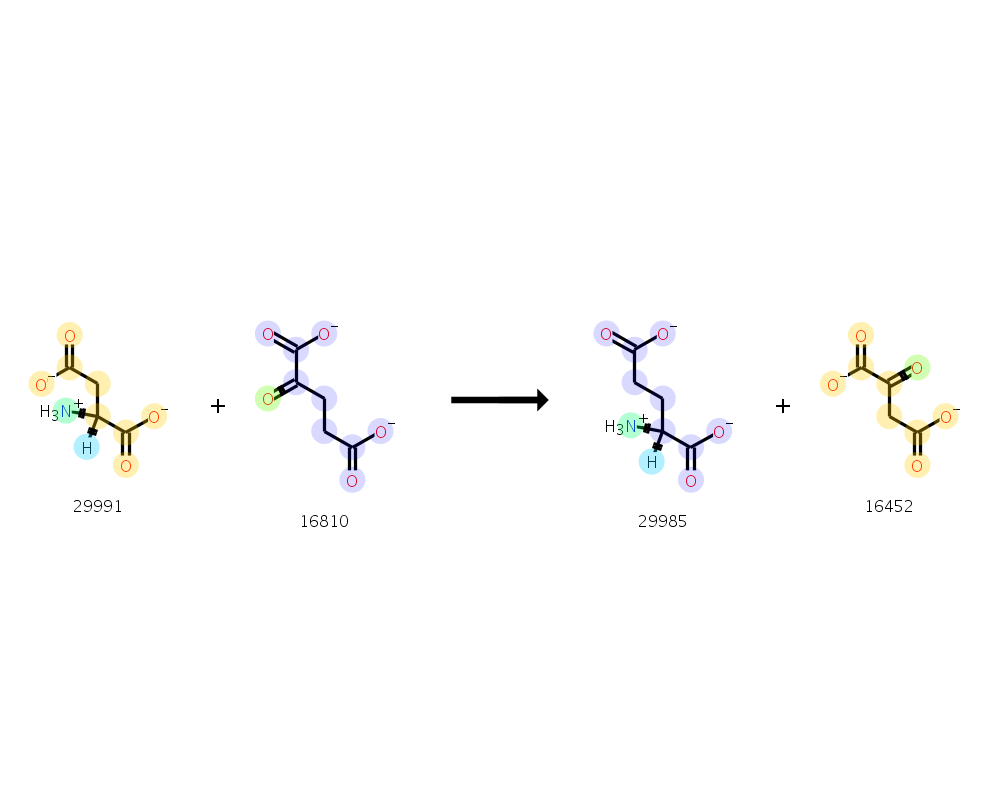 O O⁻ O O⁻
O O
O⁻ O⁻ O O⁻ O⁻
H₃N⁺ + H₃N⁺ O⁻ + O⁻
H O H
O O O O
29991 29985 16452
16810